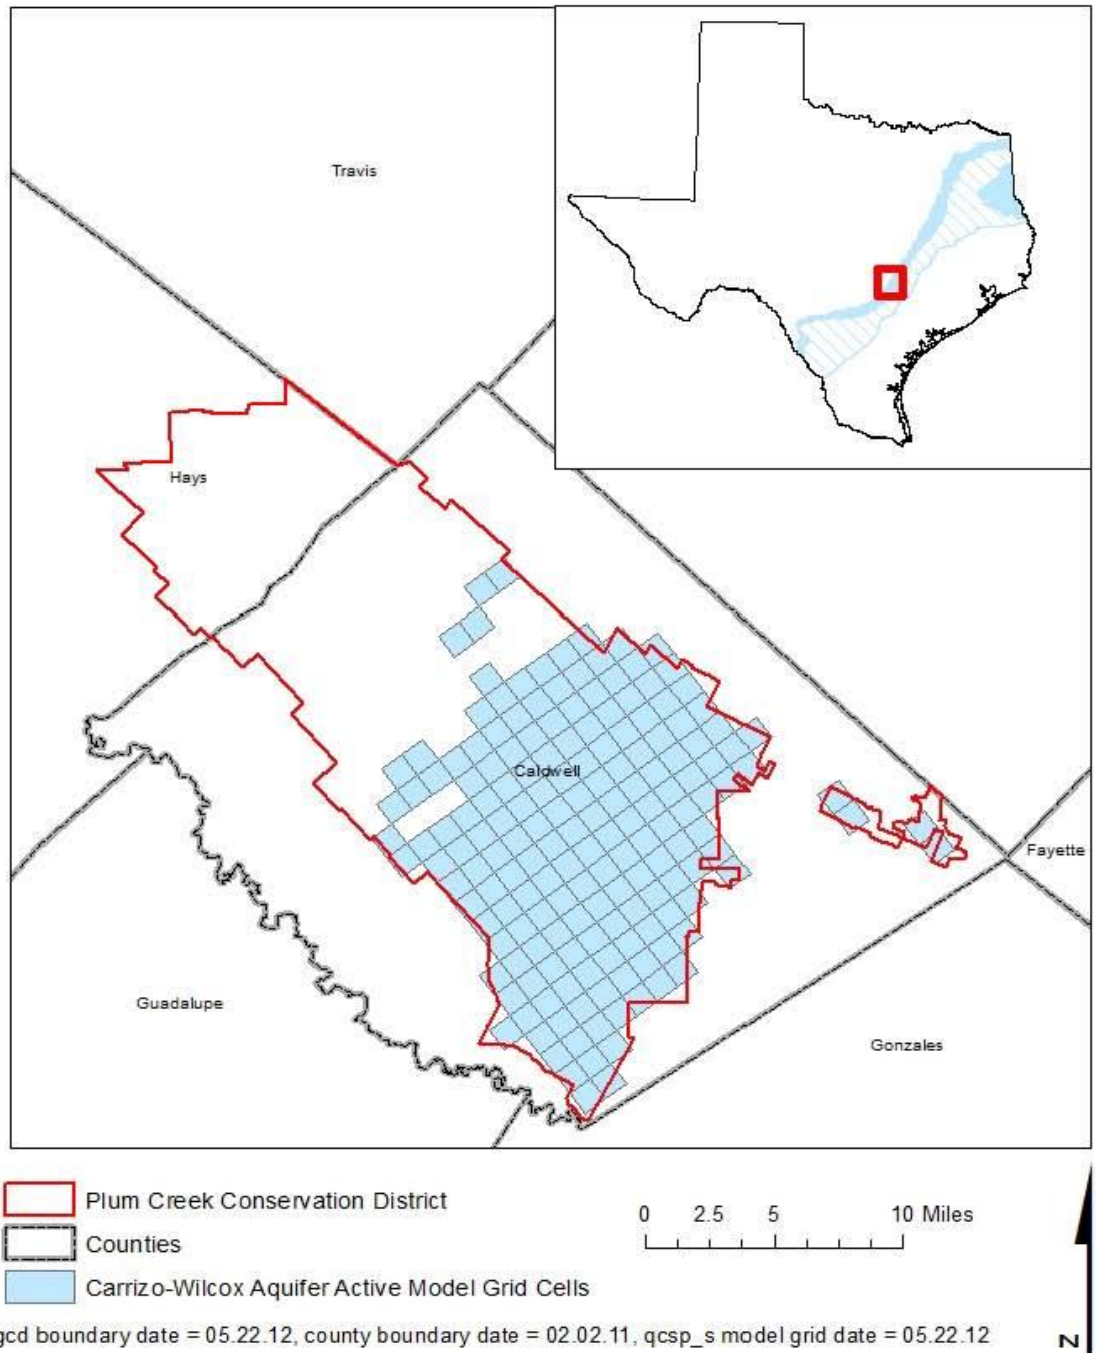 Travis
Hays
Caldwell
Fayette
Guadalupe
Gonzales
Plum Creek Conservation District
Counties
Carrizo-Wilcox Aquifer Active Model Grid Cells
0 2.5 5 10 Miles
gcd boundary date = 05.22.12, county boundary date = 02.02.11, qcsp_s model grid date = 05.22.12
N